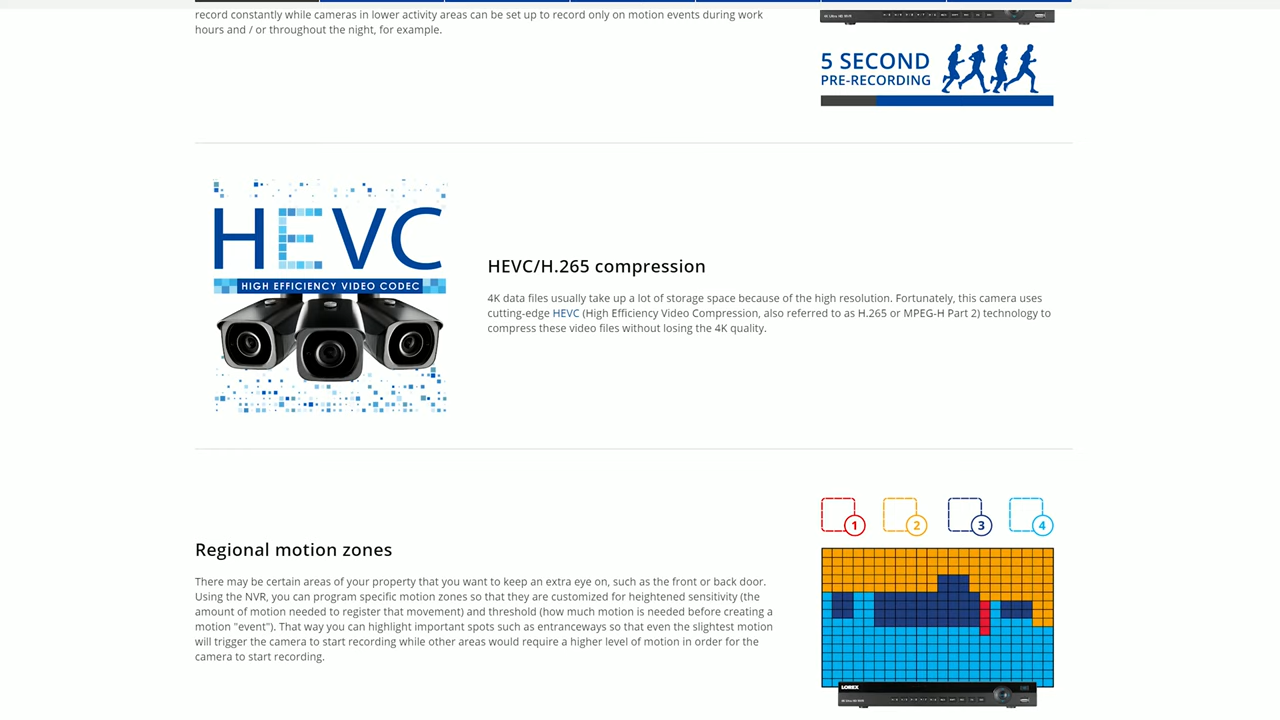 record constantly while cameras in lower activity areas can be set up to record only on motion events during work
hours and / or throughout the night, for example.
5 SECOND
PRE-RECORDING
HEVC
HIGH EFFICIENCY VIDEO CODEC
HEVC/H.265 compression
4K data files usually take up a lot of storage space because of the high resolution. Fortunately, this camera uses
cutting-edge HEVC (High Efficiency Video Compression, also referred to as H.265 or MPEG-H Part 2) technology to
compress these video files without losing the 4K quality.
1 2 3 4
Regional motion zones
There may be certain areas of your property that you want to keep an extra eye on, such as the front or back door.
Using the NVR, you can program specific motion zones so that they are customized for heightened sensitivity (the
amount of motion needed to register that movement) and threshold (how much motion is needed before creating a
motion "event"). That way you can highlight important spots such as entranceways so that even the slightest motion
will trigger the camera to start recording while other areas would require a higher level of motion in order for the
camera to start recording.
LOREX